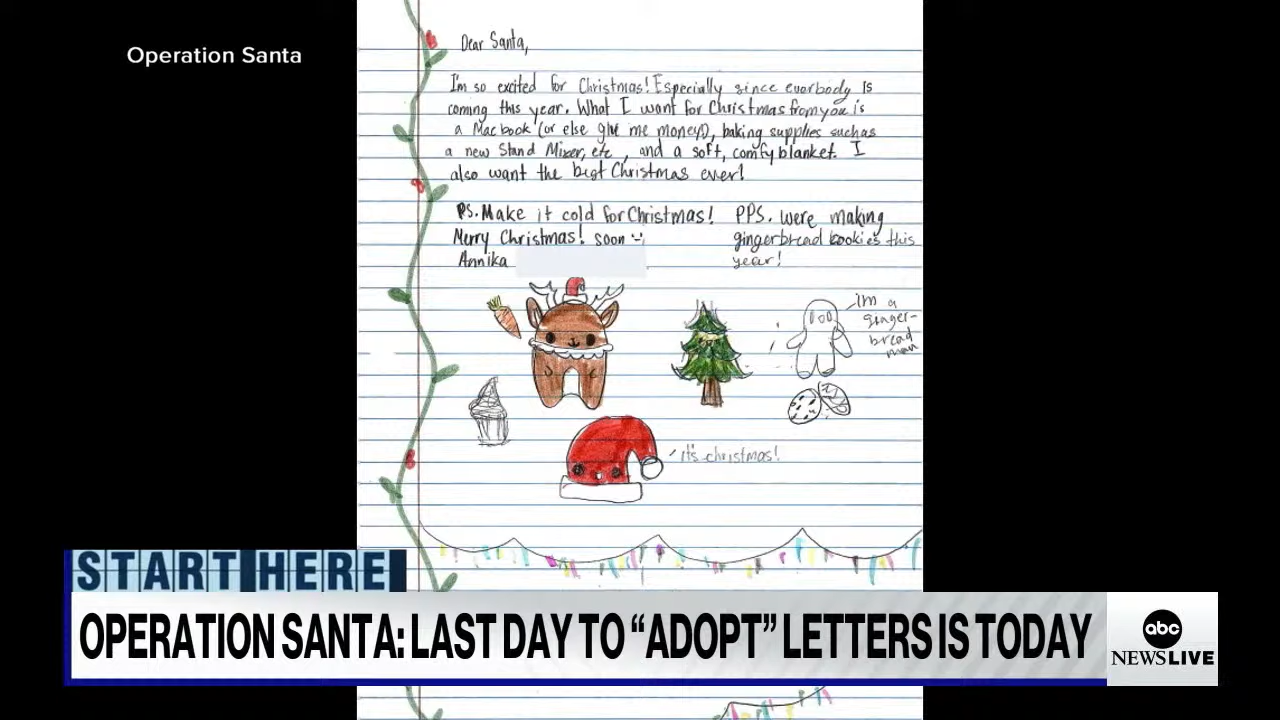 Operation Santa
Dear Santa,
I'm so excited for Christmas! Especially since everbody is
coming this year. What I want for Christmas from you is
a Macbook (or else give me money!), baking supplies such as
a new Stand Mixer, etc, and a soft, comfy blanket. I
also want the best Christmas ever!
PS. Make it cold for Christmas!
Merry Christmas! soon :-)
Annika
PPS. were making
gingerbread cookies this
year!
I'm a
ginger-
bread
man
it's christmas!
START HERE
OPERATION SANTA: LAST DAY TO “ADOPT” LETTERS IS TODAY
abc
NEWS LIVE